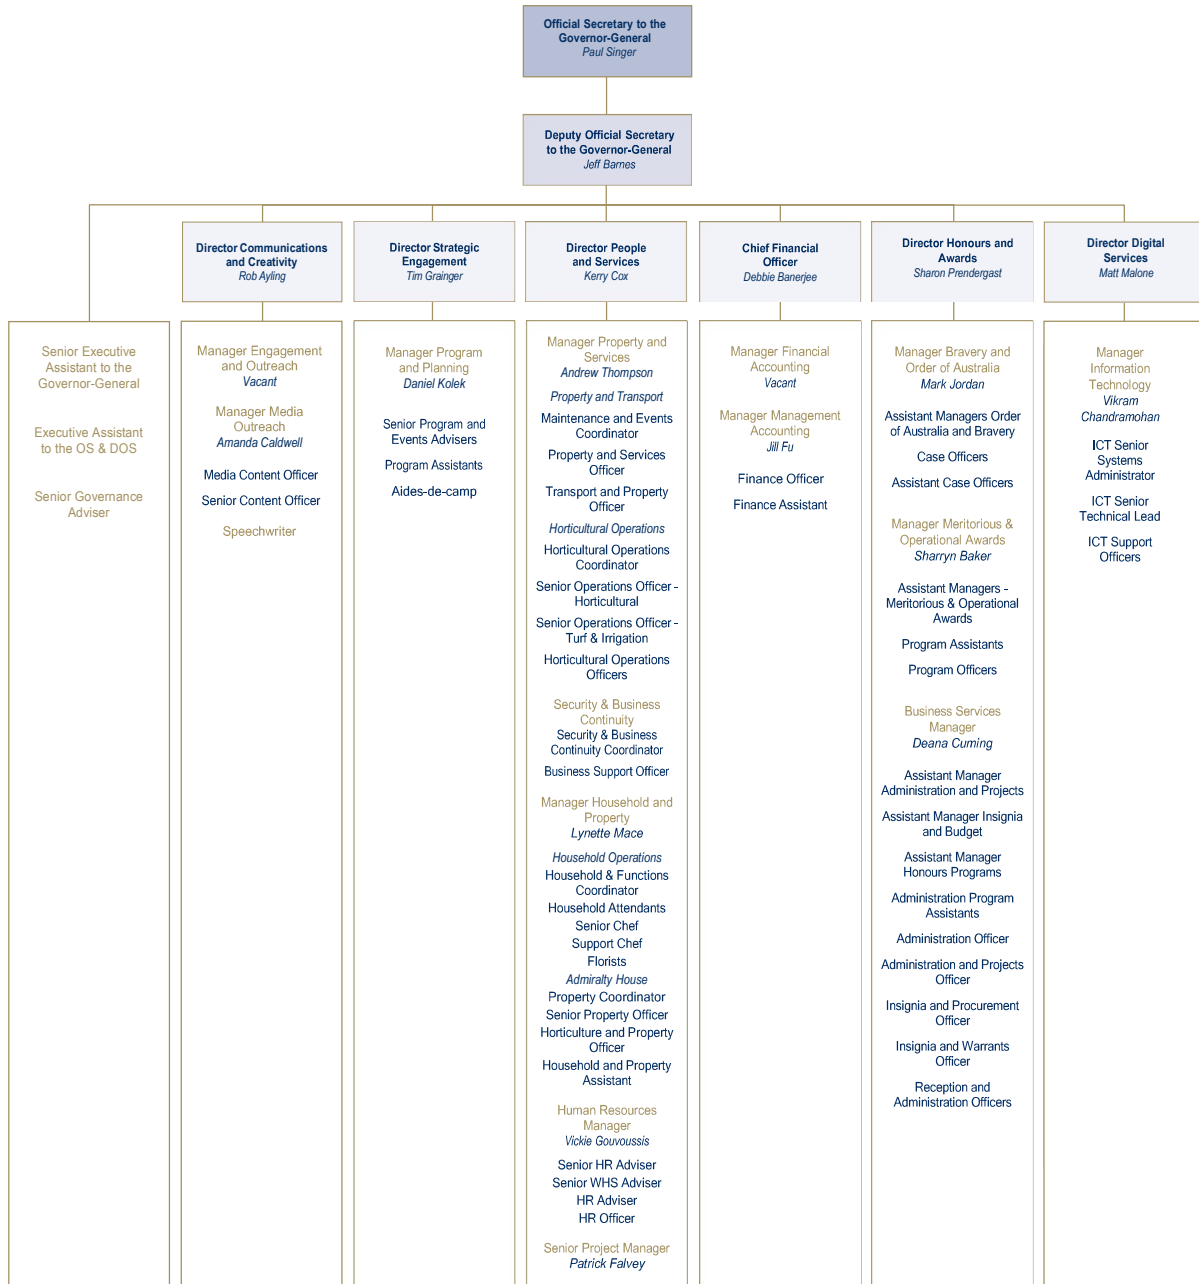 Official Secretary to the
Governor-General
Paul Singer
Deputy Official Secretary
to the Governor-General
Jeff Barnes
Director Communications
and Creativity
Rob Ayling
Director Strategic
Engagement
Tim Grainger
Director People
and Services
Kerry Cox
Chief Financial
Officer
Debbie Banerjee
Director Honours and
Awards
Sharon Prendergast
Director Digital
Services
Matt Malone
Senior Executive
Assistant to the
Governor-General
Executive Assistant
to the OS & DOS
Senior Governance
Adviser
Manager Engagement
and Outreach
Vacant
Manager Media
Outreach
Amanda Caldwell
Media Content Officer
Senior Content Officer
Speechwriter
Manager Program
and Planning
Daniel Kolek
Senior Program and
Events Advisers
Program Assistants
Aides-de-camp
Manager Property and
Services
Andrew Thompson
Property and Transport
Maintenance and Events
Coordinator
Property and Services
Officer
Transport and Property
Officer
Horticultural Operations
Horticultural Operations
Coordinator
Senior Operations Officer -
Horticultural
Senior Operations Officer -
Turf & Irrigation
Horticultural Operations
Officers
Security & Business
Continuity
Security & Business
Continuity Coordinator
Business Support Officer
Manager Household and
Property
Lynette Mace
Household Operations
Household & Functions
Coordinator
Household Attendants
Senior Chef
Support Chef
Florists
Admiralty House
Property Coordinator
Senior Property Officer
Horticulture and Property
Officer
Household and Property
Assistant
Human Resources
Manager
Vickie Gouvoussis
Senior HR Adviser
Senior WHS Adviser
HR Adviser
HR Officer
Senior Project Manager
Patrick Falvey
Manager Financial
Accounting
Vacant
Manager Management
Accounting
Jill Fu
Finance Officer
Finance Assistant
Manager Bravery and
Order of Australia
Mark Jordan
Assistant Managers Order
of Australia and Bravery
Case Officers
Assistant Case Officers
Manager Meritorious &
Operational Awards
Sharryn Baker
Assistant Managers -
Meritorious & Operational
Awards
Program Assistants
Program Officers
Business Services
Manager
Deana Cuming
Assistant Manager
Administration and Projects
Assistant Manager Insignia
and Budget
Assistant Manager
Honours Programs
Administration Program
Assistants
Administration Officer
Administration and Projects
Officer
Insignia and Procurement
Officer
Insignia and Warrants
Officer
Reception and
Administration Officers
Manager
Information
Technology
Vikram
Chandramohan
ICT Senior
Systems
Administrator
ICT Senior
Technical Lead
ICT Support
Officers